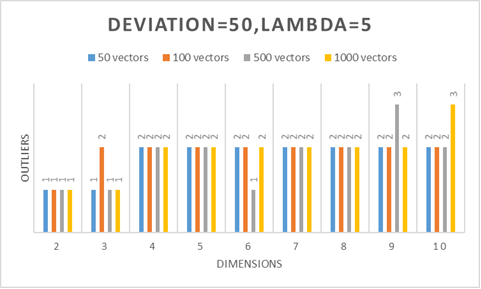 DEVIATION=50,LAMBDA=5
50 vectors 100 vectors 500 vectors 1000 vectors
OUTLIERS
1 1 1 1 1 2 1 1 2 2 2 2 2 2 2 2 2 2 1 2 2 2 2 2 2 2 2 2 2 2 3 2 2 2 2 3
2 3 4 5 6 7 8 9 10
DIMENSIONS